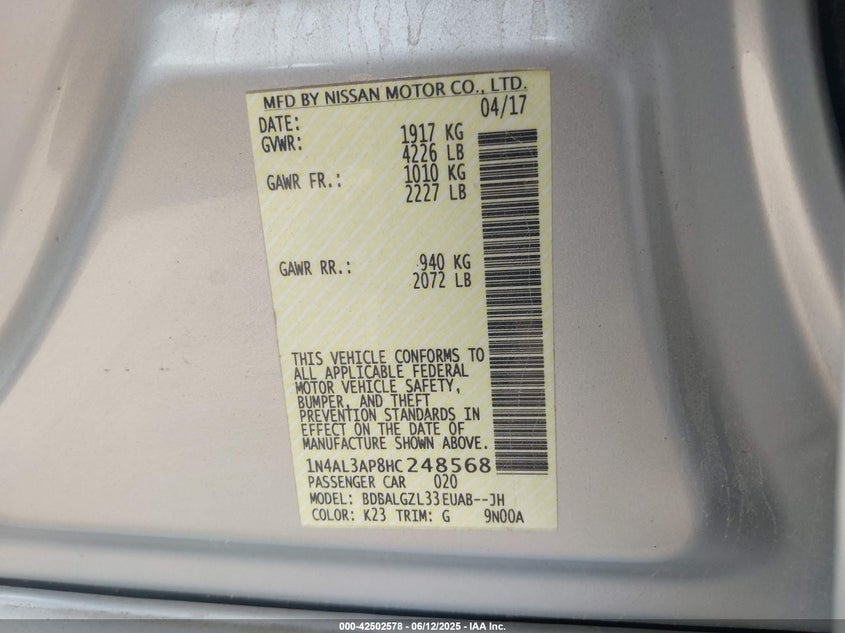 MFD BY NISSAN MOTOR CO., LTD.
DATE: 04/17
GVWR: 1917 KG
4226 LB
GAWR FR.: 1010 KG
2227 LB
GAWR RR.: 940 KG
2072 LB
THIS VEHICLE CONFORMS TO
ALL APPLICABLE FEDERAL
MOTOR VEHICLE SAFETY,
BUMPER, AND THEFT
PREVENTION STANDARDS IN
EFFECT ON THE DATE OF
MANUFACTURE SHOWN ABOVE.
1N4AL3AP8HC248568
PASSENGER CAR 020
MODEL: BDBALGZL33EUAB--JH
COLOR: K23 TRIM: G 9N00A
000-42502578 - 06/12/2025 - IAA Inc.